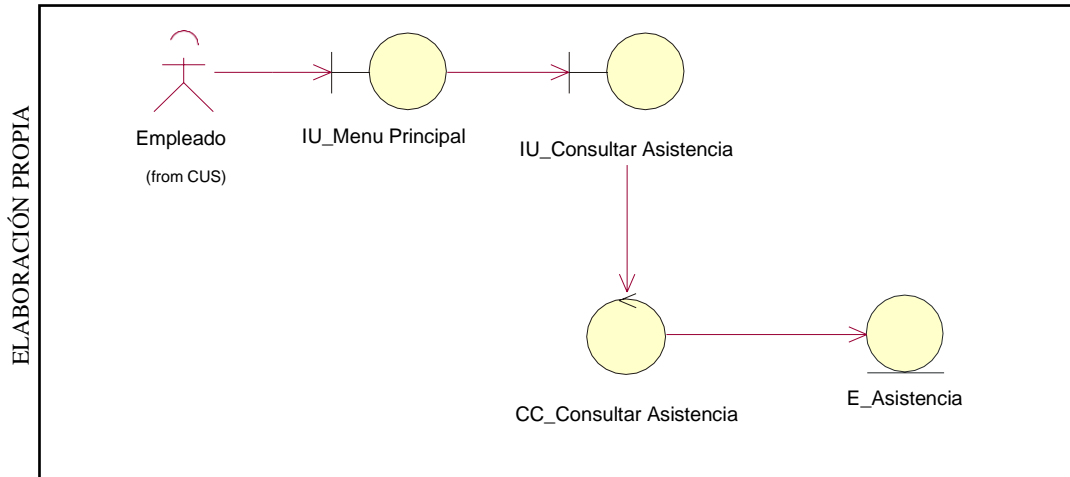 ELABORACIÓN PROPIA
Empleado
(from CUS)
IU_Menu Principal
IU_Consultar Asistencia
CC_Consultar Asistencia
E_Asistencia